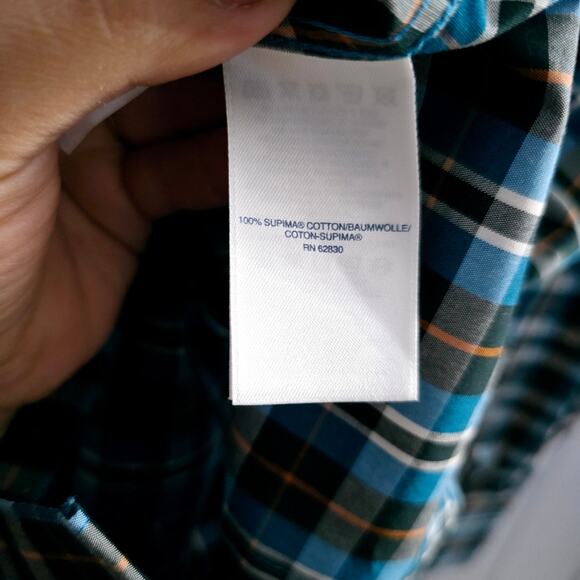 100% SUPIMA® COTTON/BAUMWOLLE/
COTON-SUPIMA®
RN 62830